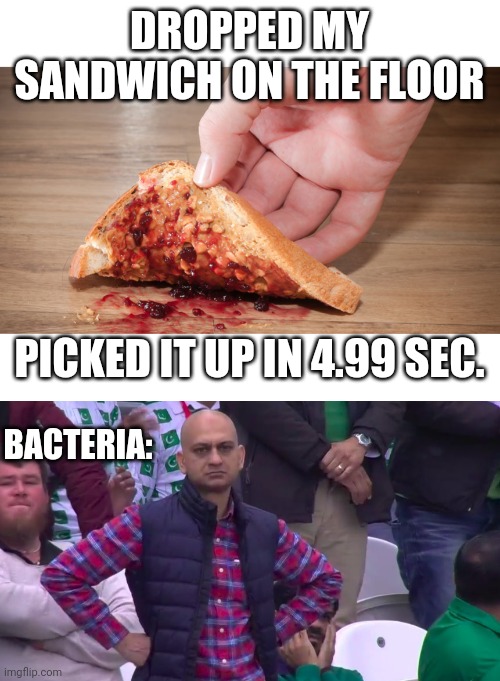 DROPPED MY
SANDWICH ON THE FLOOR
PICKED IT UP IN 4.99 SEC.
BACTERIA:
imgflip.com